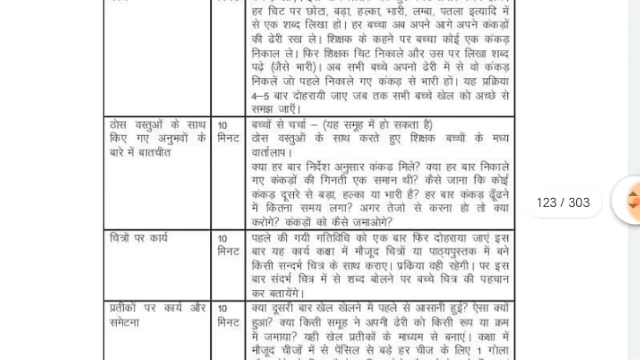 हर चिट पर छोटा, बड़ा, हल्का, भारी, लम्बा, पतला इत्यादि में
से एक शब्द लिखा हो। हर बच्चा अब अपने आगे अपने कंकड़ों
की ढेरी रख ले। शिक्षक के कहने पर बच्चा कोई एक कंकड़
निकाल ले। फिर शिक्षक चिट निकाले और उस पर लिखा शब्द
पढ़े (जैसे भारी)। अब सभी बच्चे अपनो ढेरी में से वो कंकड़
निकलें जो पहले निकाले गए कंकड़ से भारी हों। यह प्रक्रिया
4–5 बार दोहरायी जाए जब तक सभी बच्चे खेल को अच्छे से
समझ जाएँ।
मिनट
ठोस वस्तुओं के साथ
किए गए अनुभवों के
बारे में बातचीत
10
मिनट
बच्चों से चर्चा – (यह समूह में हो सकता है)
ठोस वस्तुओं के साथ करते हुए शिक्षक बच्चों के मध्य
वार्तालाप।
क्या हर बार निर्देश अनुसार कंकड़ मिले? क्या हर बार निकाले
गए कंकड़ों की गिनती एक समान थी? कैसे जाना कि कोई
कंकड़ दूसरे से बड़ा, हल्का या भारी है? हर बार कंकड़ ढूँढने
में कितना समय लगा? अगर तेजो से करना हो तो क्या
करोगे? कंकड़ों को कैसे जमाओगे?
चित्रों पर कार्य
10
मिनट
पहले की गयी गतिविधि को एक बार फिर दोहराया जाएं इस
बार यह कार्य कक्षा में मौजूद चित्रों या पाठ्यपुस्तक में बने
किसी सन्दर्भ चित्र के साथ कराए। प्रक्रिया वही रहेगी। पर इस
बार संदर्भ चित्र में से शब्द बोलने पर बच्चे चित्र की पहचान
कर बतायेंगे।
प्रतीकों पर कार्य और
समेटना
10
मिनट
क्या दूसरी बार खेल खेलने में पहले से आसानी हुई? ऐसा क्यों
हुआ? क्या किसी समूह ने अपनी ढेरी को किसी रूप या क्रम
में जमाया? यही खेल प्रतीकों के माध्यम से बनाएं। कक्षा में
मौजूद चीजों में से पेंसिल से बड़े हर चीज के लिए 1 गोला
123 / 303